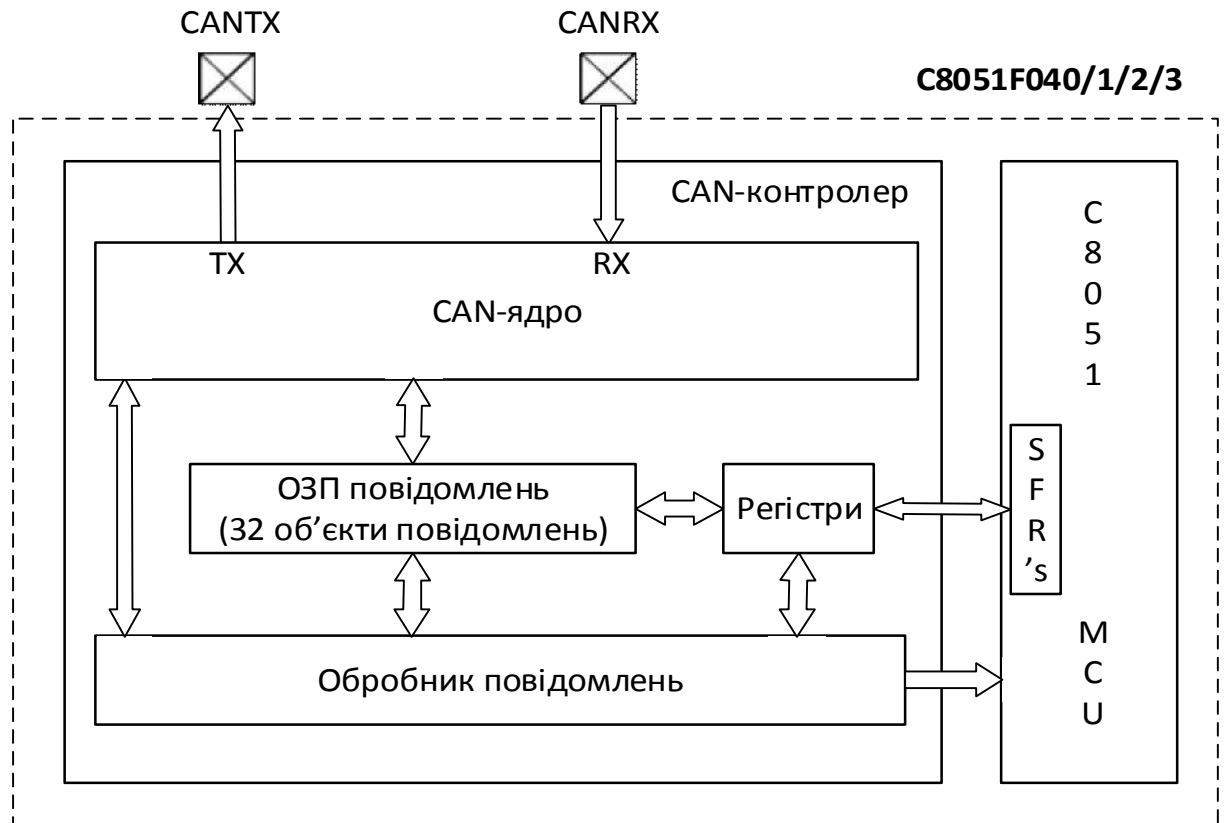 CANTX
CANRX
C8051F040/1/2/3
CAN-контролер
TX
RX
CAN-ядро
C
8
0
5
1
ОЗП повідомлень
(32 об’єкти повідомлень)
Регістри
S
F
R
’s
Обробник повідомлень
M
C
U